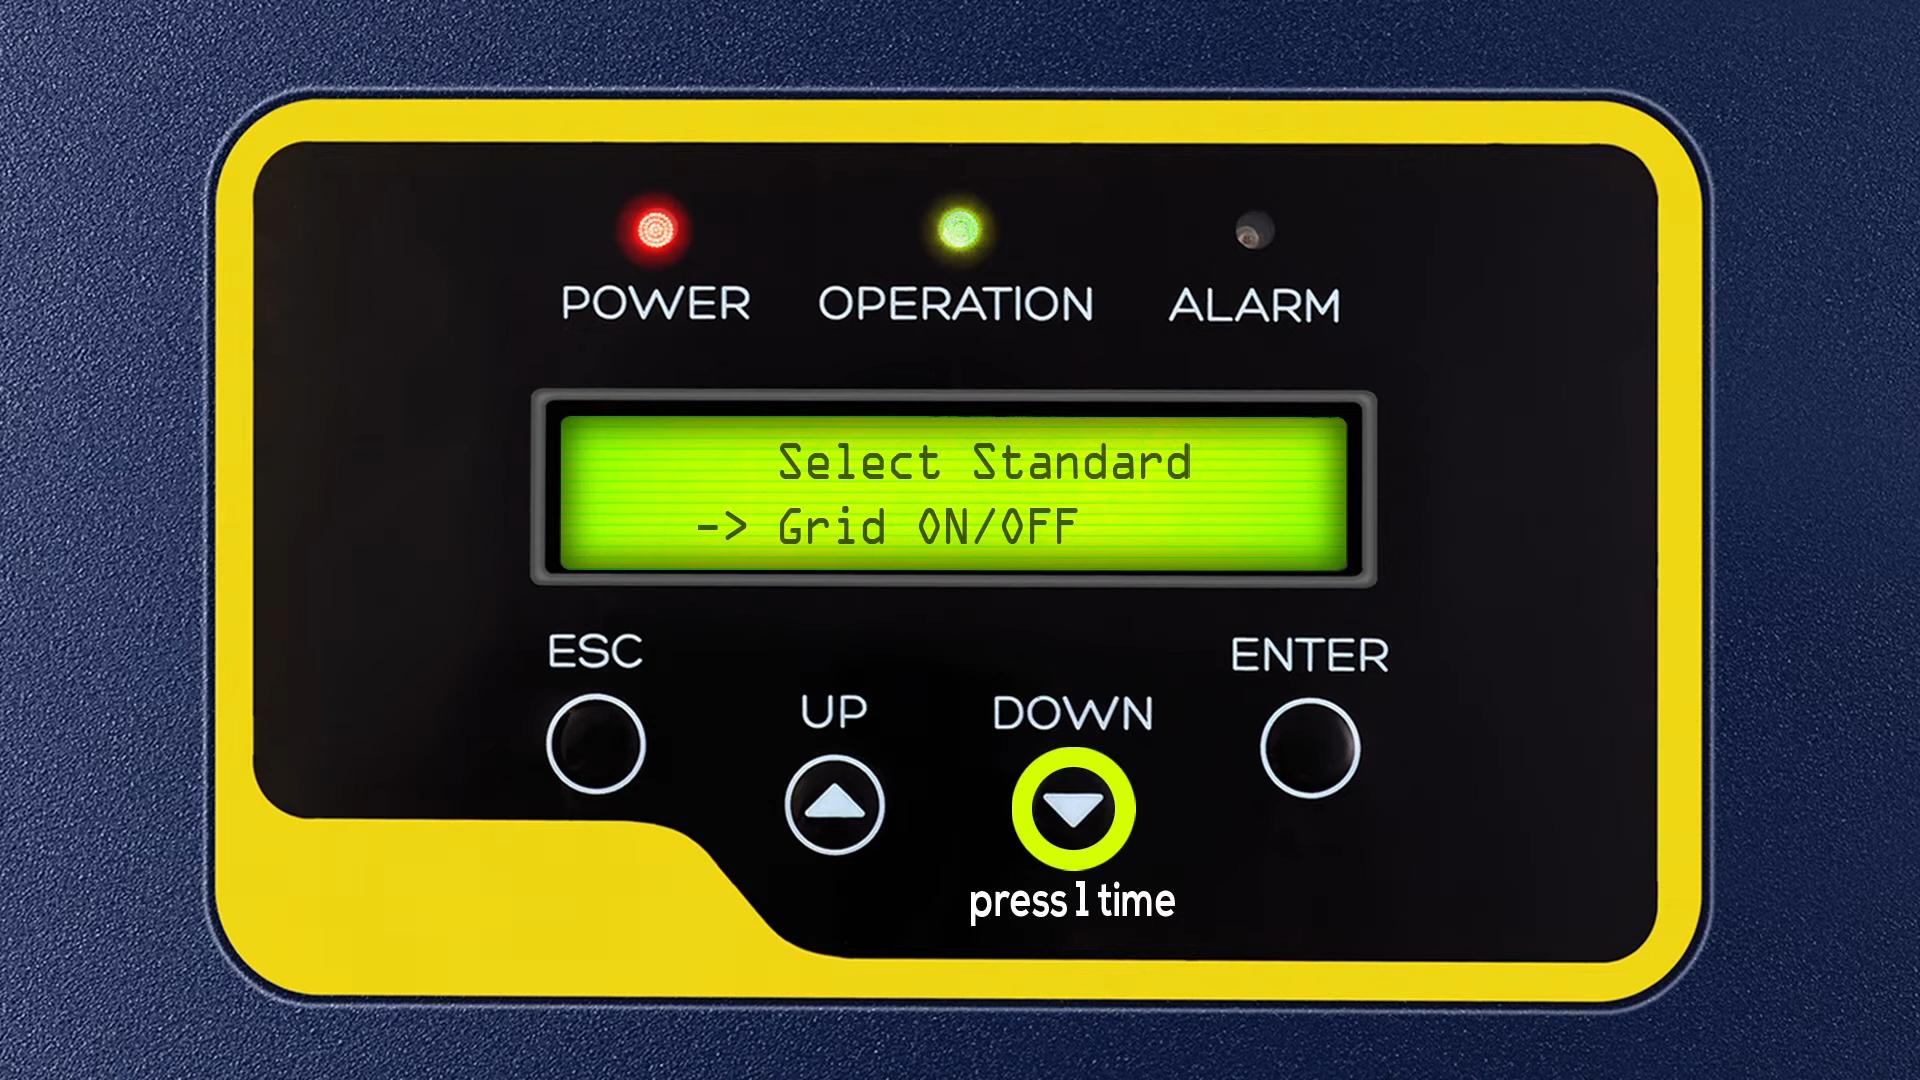 POWER OPERATION ALARM
Select Standard
-> Grid ON/OFF
ESC UP DOWN ENTER
press 1 time